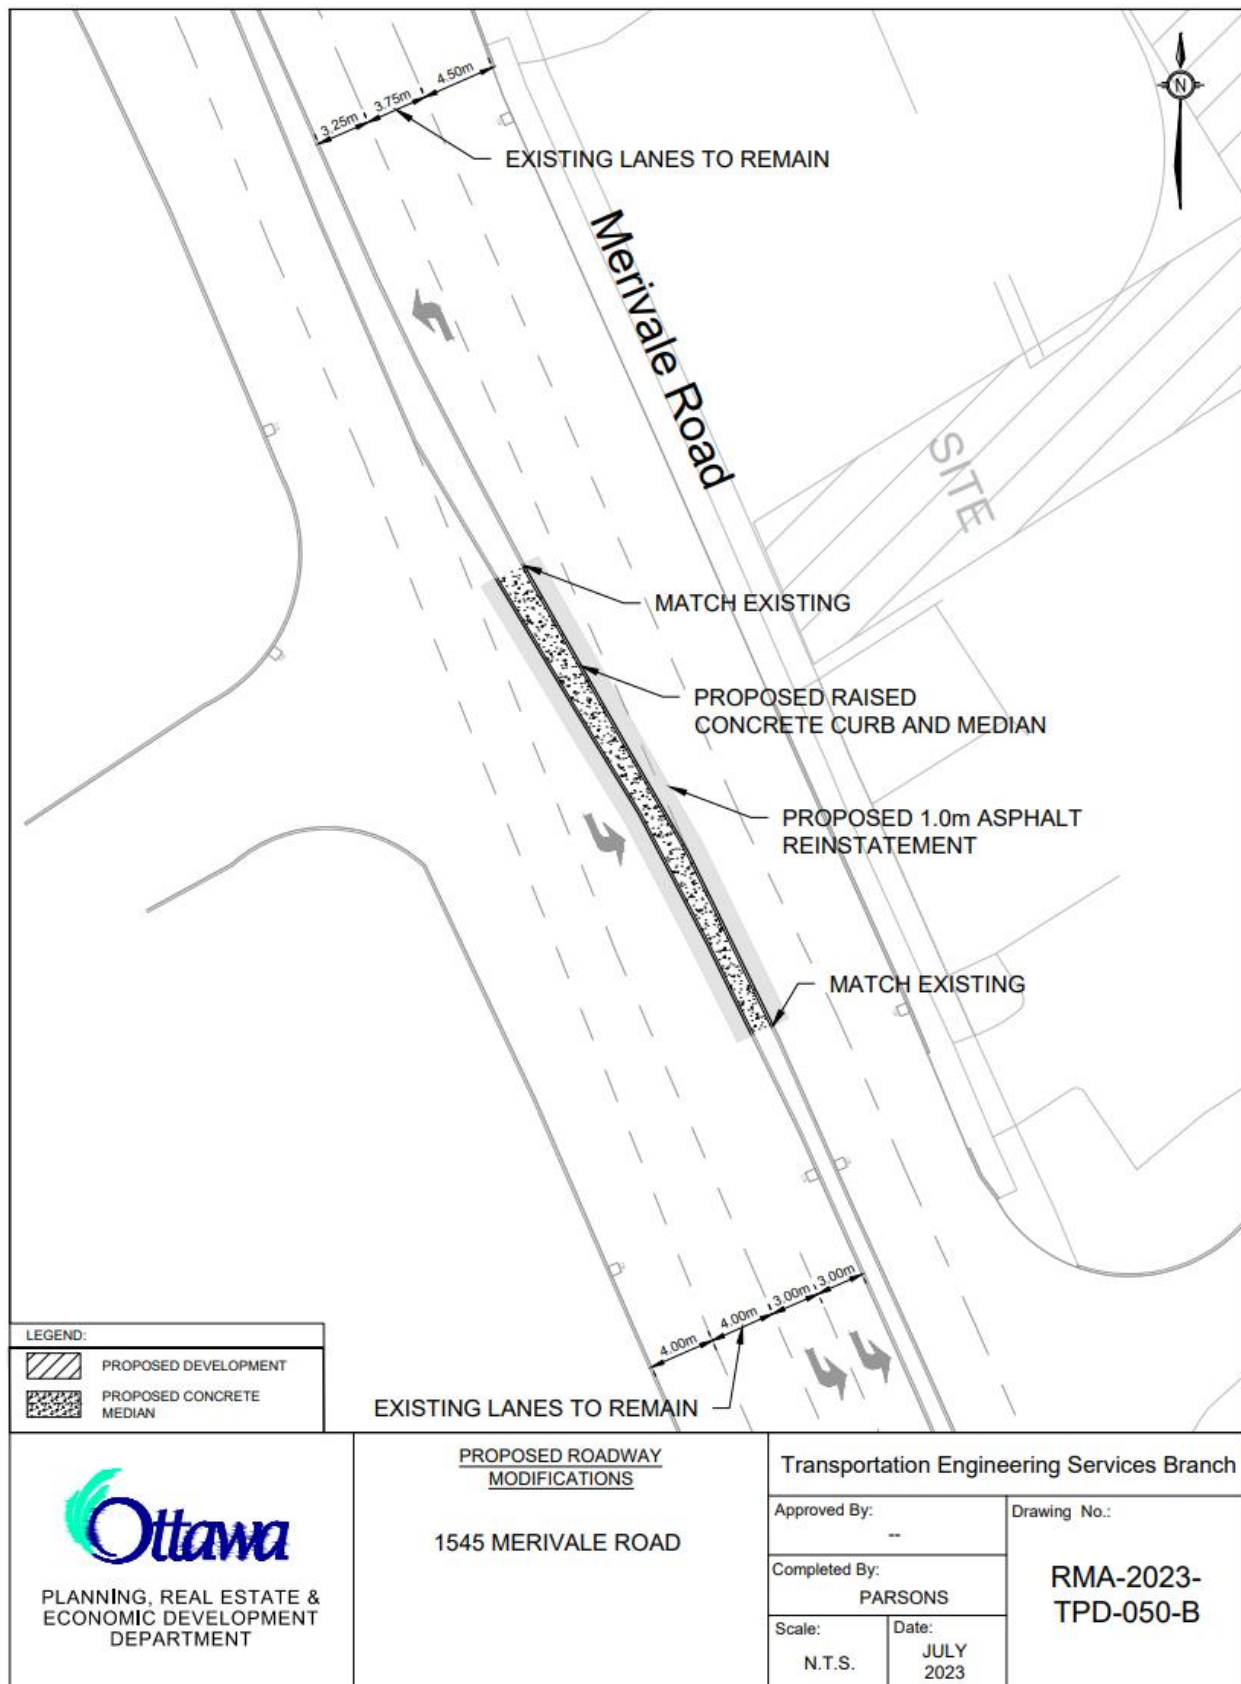 4.50m
3.75m
3.25m
N
EXISTING LANES TO REMAIN
Merivale Road
SITE
MATCH EXISTING
PROPOSED RAISED
CONCRETE CURB AND MEDIAN
PROPOSED 1.0m ASPHALT
REINSTATEMENT
MATCH EXISTING
3.00m
3.00m
4.00m
4.00m
EXISTING LANES TO REMAIN
LEGEND:
PROPOSED DEVELOPMENT
PROPOSED CONCRETE
MEDIAN
Ottawa
PLANNING, REAL ESTATE &
ECONOMIC DEVELOPMENT
DEPARTMENT
PROPOSED ROADWAY
MODIFICATIONS
1545 MERIVALE ROAD
Transportation Engineering Services Branch
Approved By:
--
Completed By:
PARSONS
Scale:
N.T.S.
Date:
JULY
2023
Drawing No.:
RMA-2023-
TPD-050-B